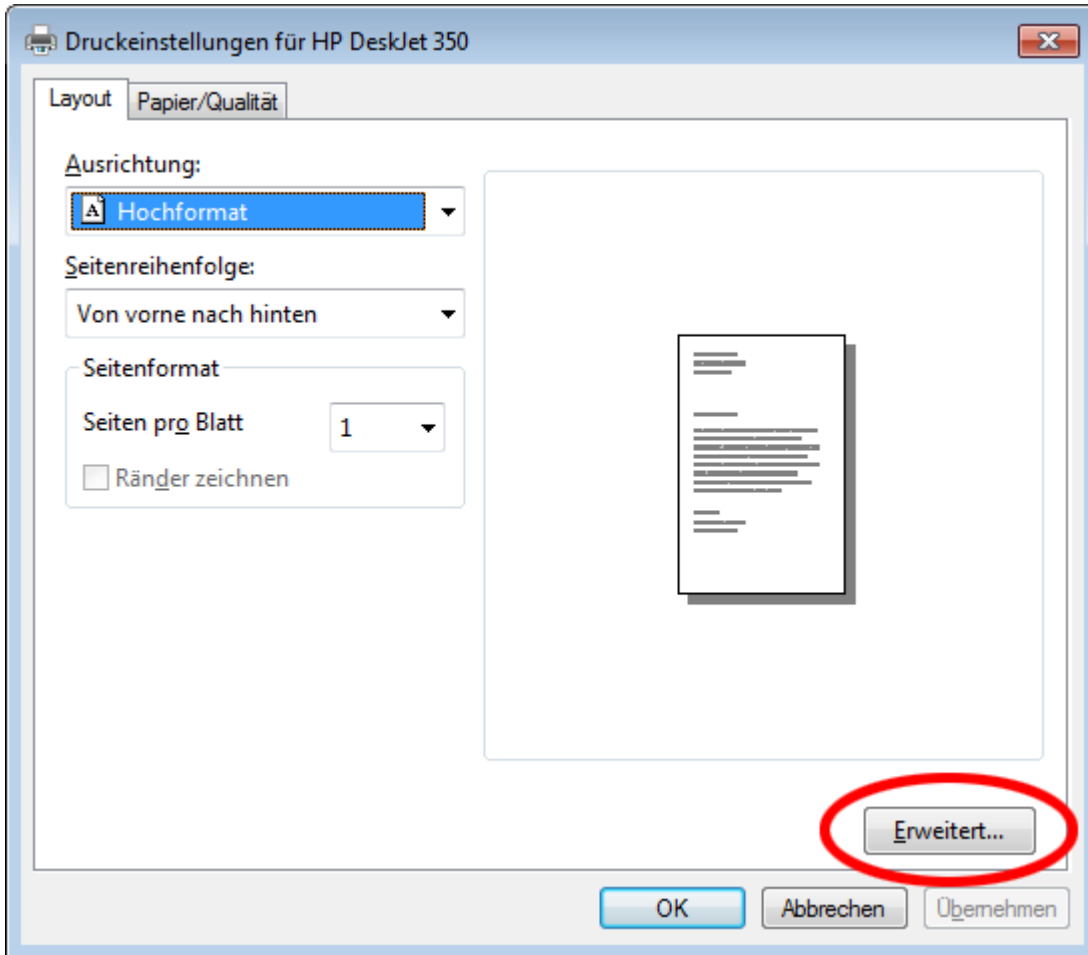 Druckeinstellungen für HP DeskJet 350
Layout
Papier/Qualität
Ausrichtung:
A Hochformat
Seitenreihenfolge:
Von vorne nach hinten
Seitenformat
Seiten pro Blatt 1
Ränder zeichnen
Erweitert...
OK Abbrechen Übernehmen